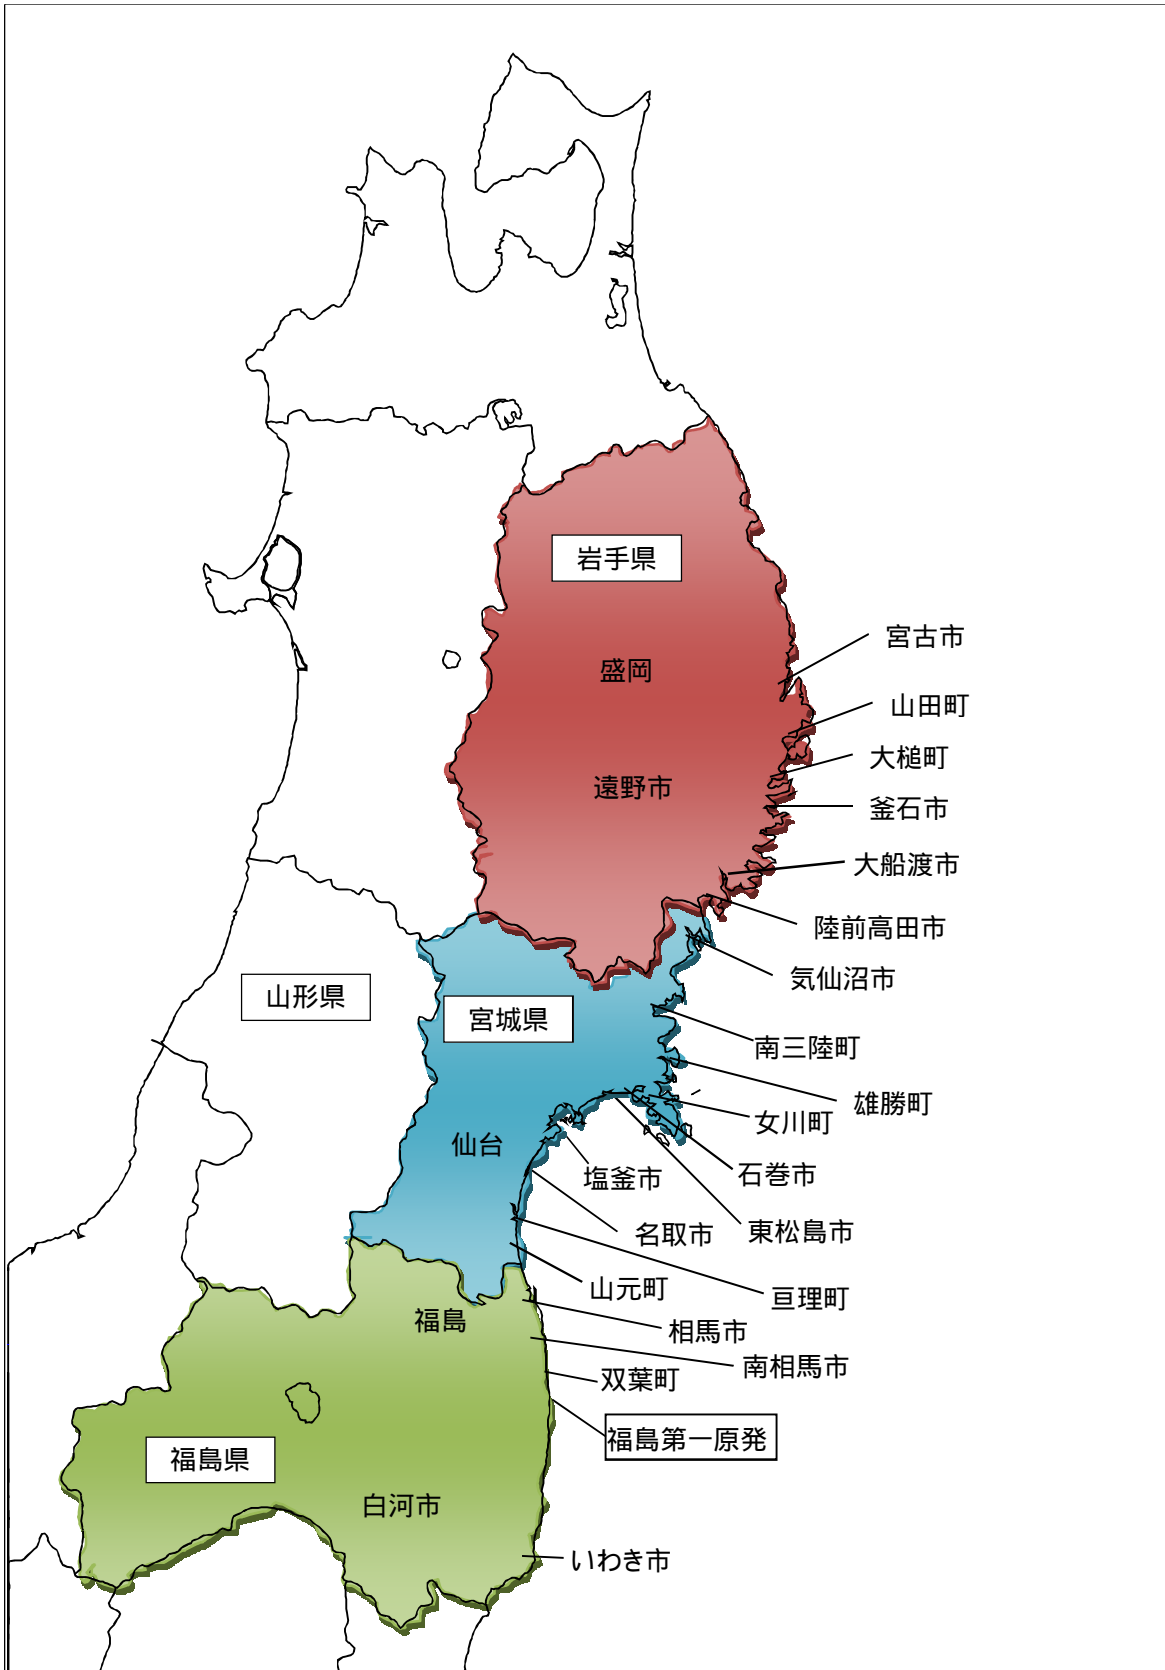 岩手県
宮古市
盛岡
山田町
大槌町
遠野市
釜石市
大船渡市
陸前高田市
気仙沼市
山形県
宮城県
南三陸町
雄勝町
女川町
仙台
石巻市
塩釜市
東松島市
名取市
山元町
亘理町
福島
相馬市
南相馬市
双葉町
福島第一原発
福島県
白河市
いわき市